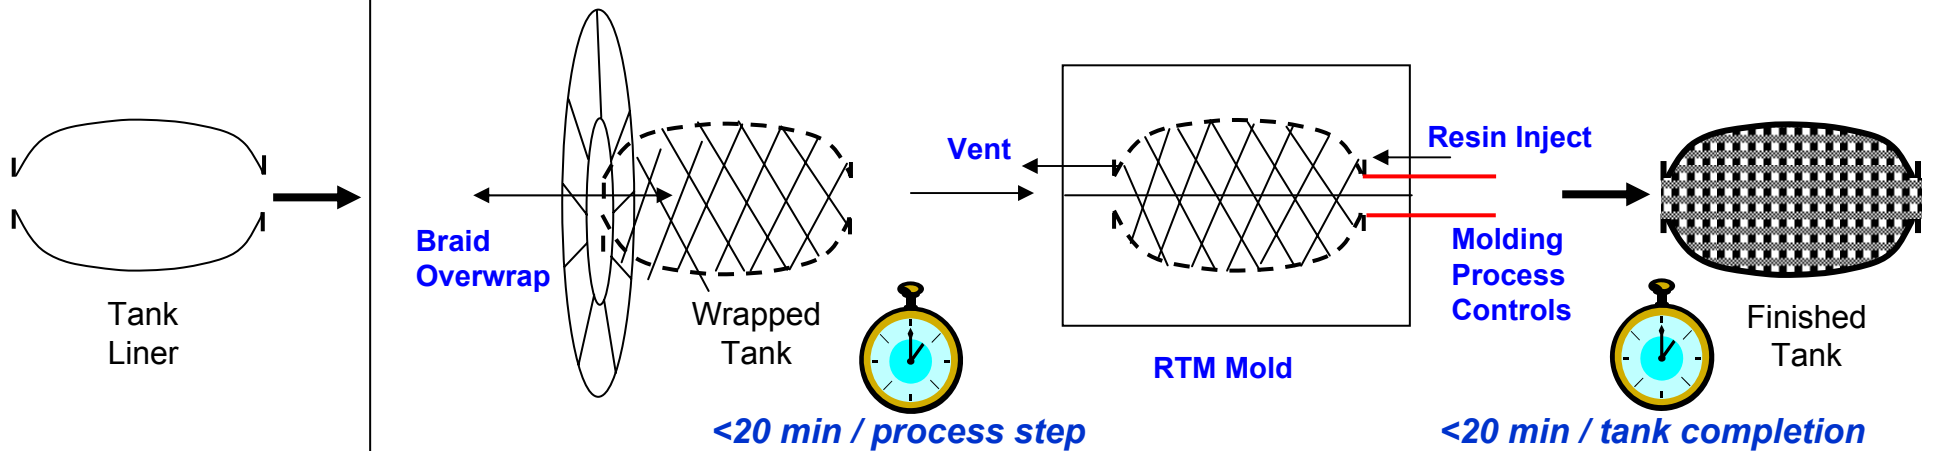 Tank
Liner
Braid
Overwrap
Wrapped
Tank
Vent
Resin Inject
Molding
Process
Controls
RTM Mold
Finished
Tank
<20 min / process step
<20 min / tank completion